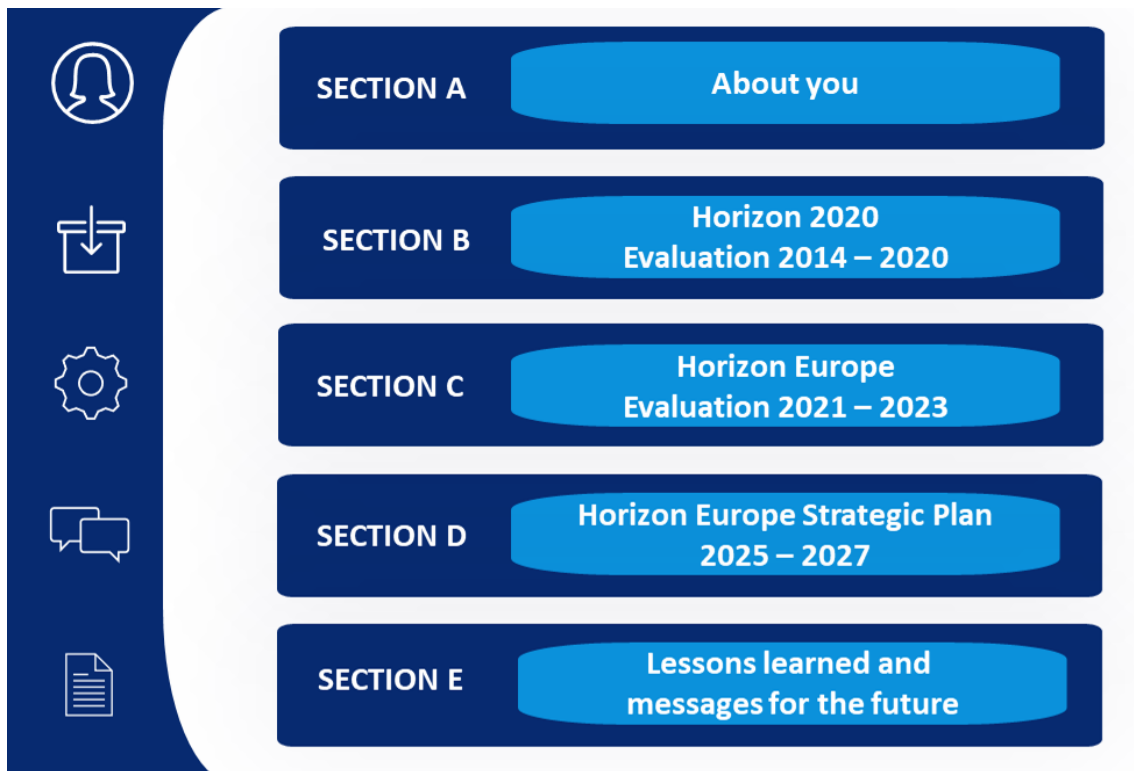 SECTION A
About you
SECTION B
Horizon 2020
Evaluation 2014 – 2020
SECTION C
Horizon Europe
Evaluation 2021 – 2023
SECTION D
Horizon Europe Strategic Plan
2025 – 2027
SECTION E
Lessons learned and
messages for the future